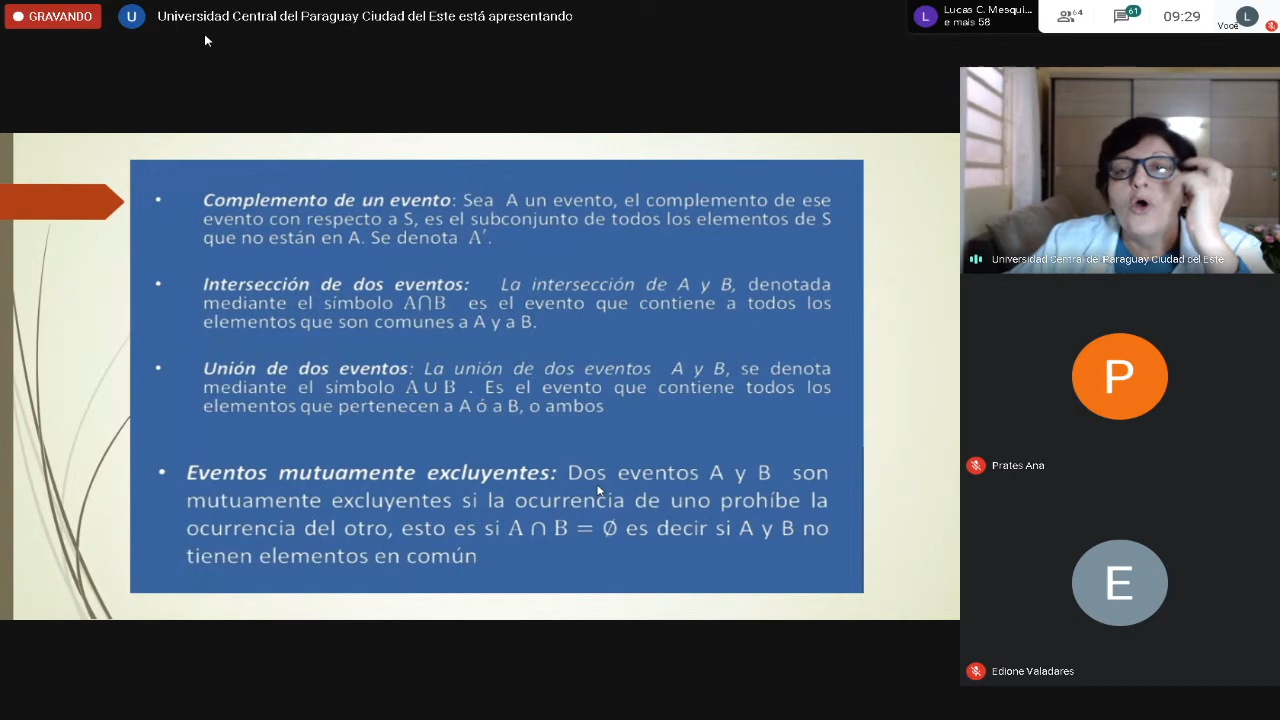 GRAVANDO
U
Universidad Central del Paraguay Ciudad del Este está apresentando
L
Lucas C. Mesqui...
e mais 58
64
61
09:29
Você
L
• Complemento de un evento: Sea A un evento, el complemento de ese
evento con respecto a S, es el subconjunto de todos los elementos de S
que no están en A. Se denota A′.
• Intersección de dos eventos: La intersección de A y B, denotada
mediante el símbolo A∩B es el evento que contiene a todos los
elementos que son comunes a A y a B.
• Unión de dos eventos: La unión de dos eventos A y B, se denota
mediante el símbolo A ∪ B . Es el evento que contiene todos los
elementos que pertenecen a A ó a B, o ambos
• Eventos mutuamente excluyentes: Dos eventos A y B son
mutuamente excluyentes si la ocurrencia de uno prohíbe la
ocurrencia del otro, esto es si A ∩ B = ∅ es decir si A y B no
tienen elementos en común
Universidad Central del Paraguay Ciudad del Este
P
Prates Ana
E
Edione Valadares